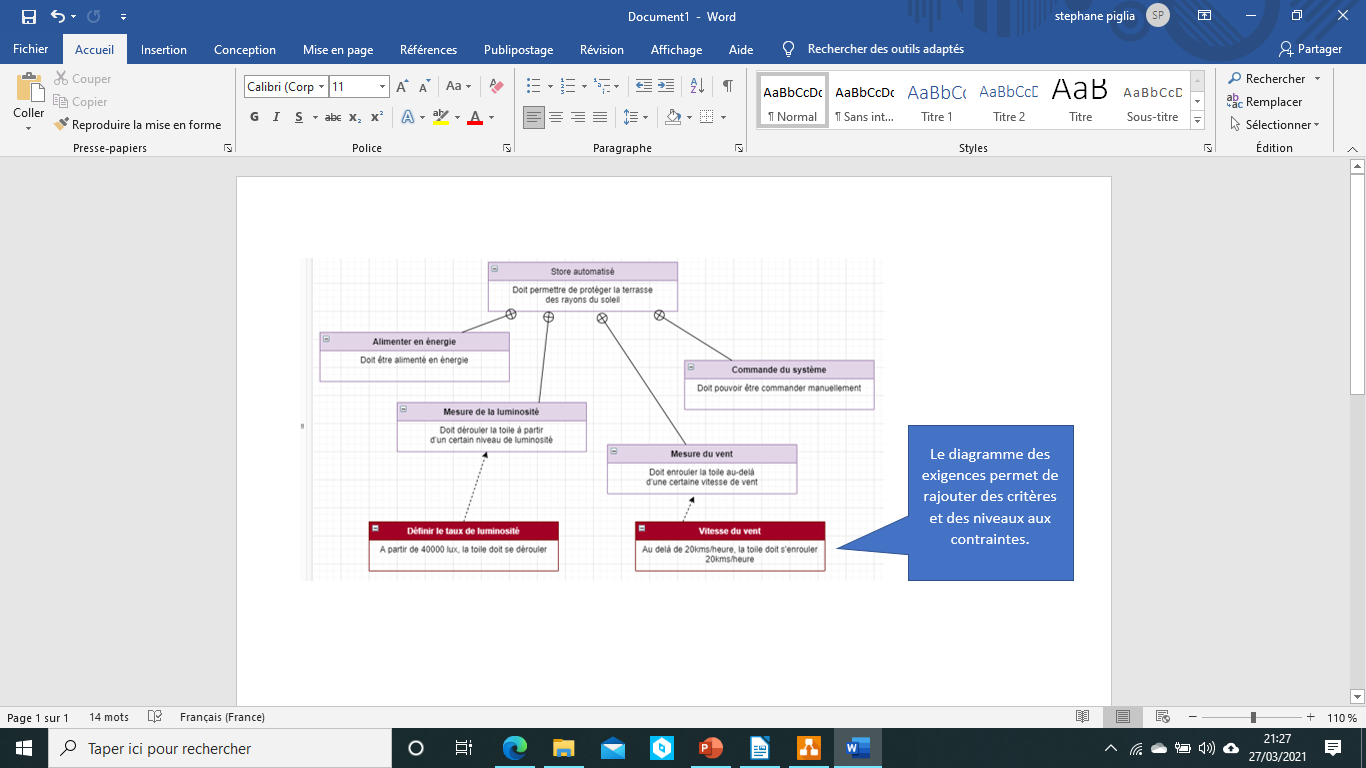 Document1 - Word
stephane piglia
SP
Fichier
Accueil
Insertion
Conception
Mise en page
Références
Publipostage
Révision
Affichage
Aide
Rechercher des outils adaptés
Partager
Coller
Couper
Copier
Reproduire la mise en forme
Presse-papiers
Calibri (Corp
11
Aa
G I S abc x₂ x²
Police
Paragraphe
AaBbCcDc
¶ Normal
AaBbCcDc
¶ Sans int...
AaBbCc
Titre 1
AaBbCcD
Titre 2
AaB
Titre
AaBbCcD
Sous-titre
Styles
Rechercher
Remplacer
Sélectionner
Édition
Store automatisé
Doit permettre de protéger la terrasse
des rayons du soleil
Alimenter en énergie
Doit être alimenté en énergie
Commande du système
Doit pouvoir être commander manuellement
Mesure de la luminosité
Doit dérouler la toile à partir
d'un certain niveau de luminosité
Mesure du vent
Doit enrouler la toile au-delà
d'une certaine vitesse de vent
Définir le taux de luminosité
A partir de 40000 lux, la toile doit se dérouler
Vitesse du vent
Au delà de 20kms/heure, la toile doit s'enrouler
20kms/heure
Le diagramme des
exigences permet de
rajouter des critères
et des niveaux aux
contraintes.
Page 1 sur 1
14 mots
Français (France)
110 %
Taper ici pour rechercher
21:27
27/03/2021